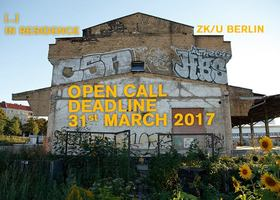 [...]
IN RESIDENCE
ZK/U BERLIN
OPEN CALL
DEADLINE
31st MARCH 2017